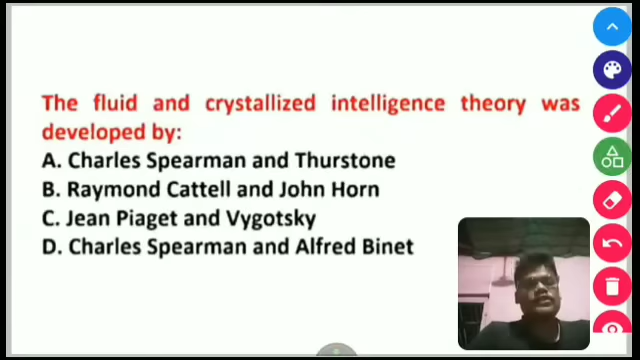 The fluid and crystallized intelligence theory was
developed by:
A. Charles Spearman and Thurstone
B. Raymond Cattell and John Horn
C. Jean Piaget and Vygotsky
D. Charles Spearman and Alfred Binet